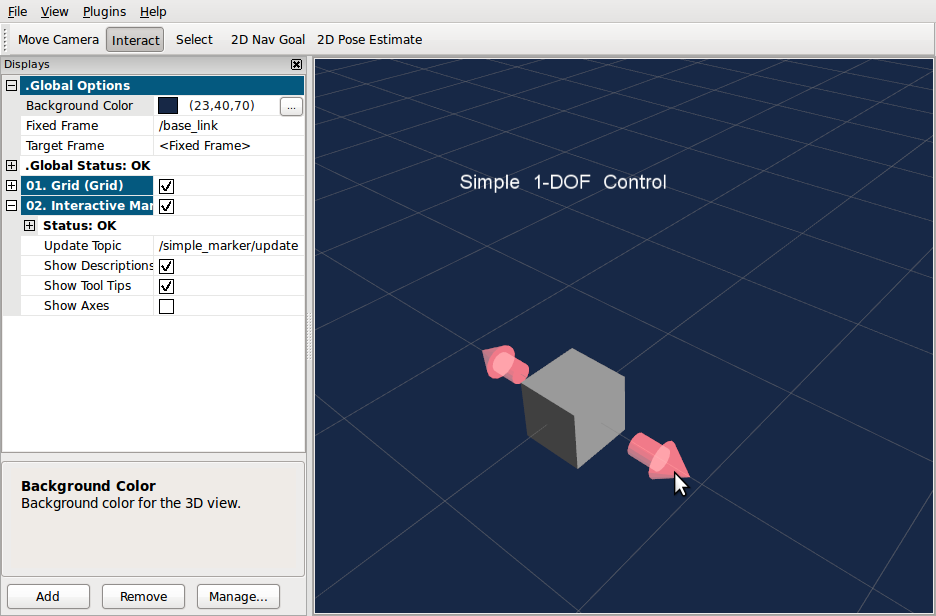 File View Plugins Help
Move Camera Interact Select 2D Nav Goal 2D Pose Estimate
Displays
.Global Options
Background Color (23,40,70) ...
Fixed Frame /base_link
Target Frame <Fixed Frame>
.Global Status: OK
01. Grid (Grid)
02. Interactive Mar
Status: OK
Update Topic /simple_marker/update
Show Descriptions
Show Tool Tips
Show Axes
Simple 1-DOF Control
Background Color
Background color for the 3D view.
Add Remove Manage...